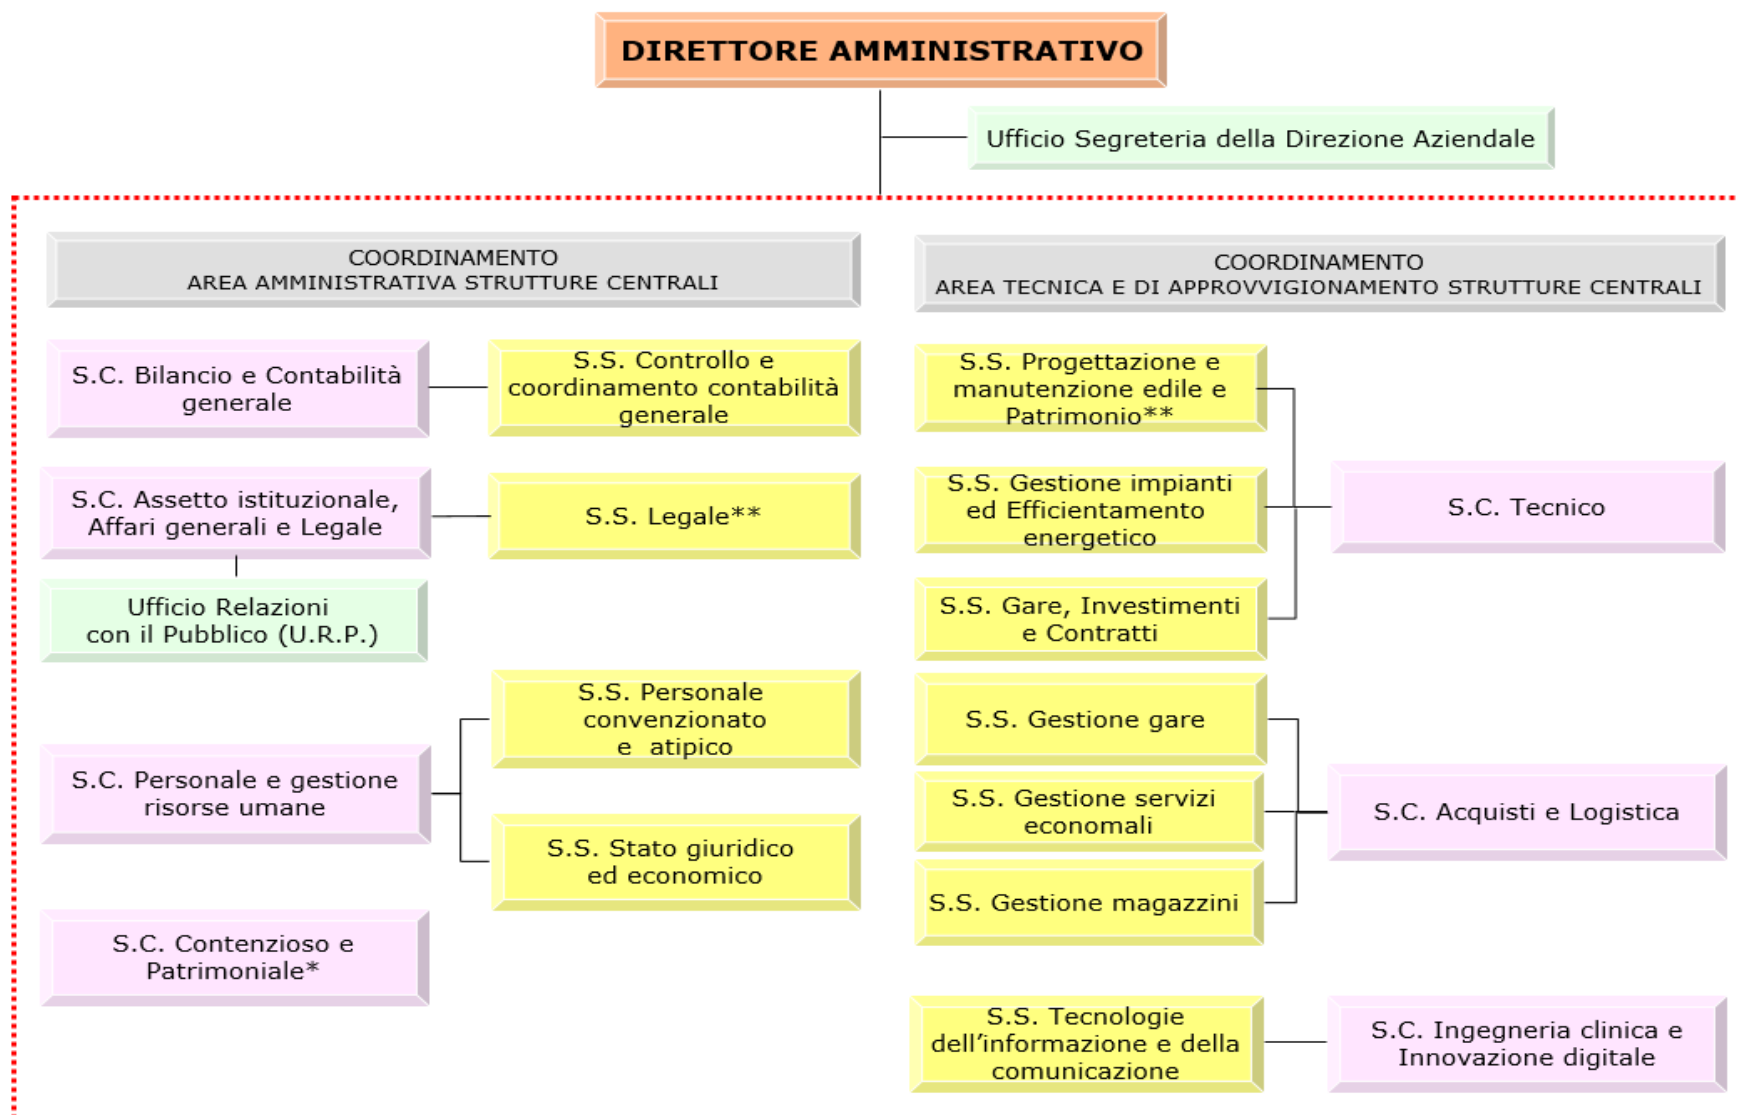 DIRETTORE AMMINISTRATIVO
Ufficio Segreteria della Direzione Aziendale
COORDINAMENTO
AREA AMMINISTRATIVA STRUTTURE CENTRALI
S.C. Bilancio e Contabilità
generale
S.S. Controllo e
coordinamento contabilità
generale
S.C. Assetto istituzionale,
Affari generali e Legale
S.S. Legale**
Ufficio Relazioni
con il Pubblico (U.R.P.)
S.C. Personale e gestione
risorse umane
S.S. Personale
convenzionato
e atipico
S.S. Stato giuridico
ed economico
S.C. Contenzioso e
Patrimoniale*
COORDINAMENTO
AREA TECNICA E DI APPROVVIGIONAMENTO STRUTTURE CENTRALI
S.S. Progettazione e
manutenzione edile e
Patrimonio**
S.S. Gestione impianti
ed Efficientamento
energetico
S.S. Gare, Investimenti
e Contratti
S.C. Tecnico
S.S. Gestione gare
S.S. Gestione servizi
economali
S.S. Gestione magazzini
S.C. Acquisti e Logistica
S.S. Tecnologie
dell’informazione e della
comunicazione
S.C. Ingegneria clinica e
Innovazione digitale